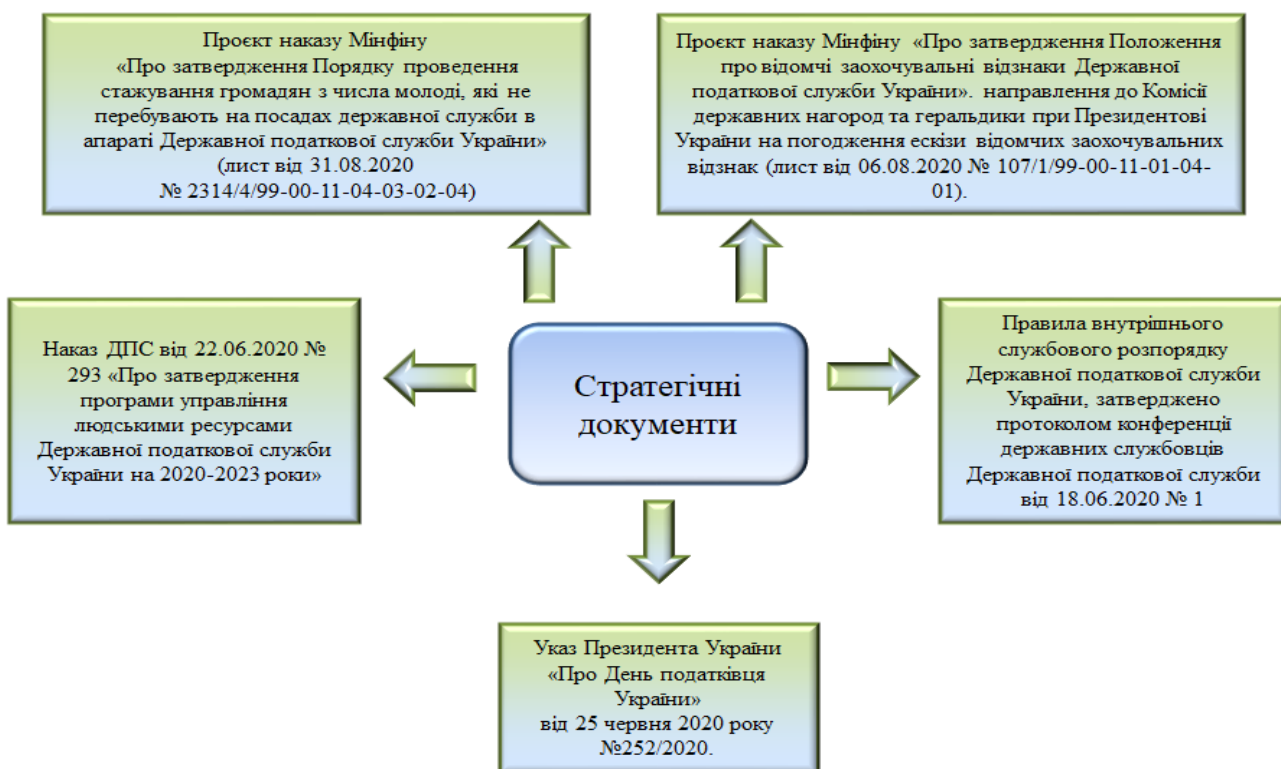 Проєкт наказу Мінфіну
«Про затвердження Порядку проведення
стажування громадян з числа молоді, які не
перебувають на посадах державної служби в
апараті Державної податкової служби України»
(лист від 31.08.2020
№ 2314/4/99-00-11-04-03-02-04)
Проєкт наказу Мінфіну «Про затвердження Положення
про відомчі заохочувальні відзнаки Державної
податкової служби України». направлення до Комісії
державних нагород та геральдики при Президентові
України на погодження ескізи відомчих заохочувальних
відзнак (лист від 06.08.2020 № 107/1/99-00-11-01-04-
01).
Наказ ДПС від 22.06.2020 №
293 «Про затвердження
програми управління
людськими ресурсами
Державної податкової служби
України на 2020-2023 роки»
Стратегічні
документи
Правила внутрішнього
службового розпорядку
Державної податкової служби
України, затверджено
протоколом конференції
державних службовців
Державної податкової служби
від 18.06.2020 № 1
Указ Президента України
«Про День податківця
України»
від 25 червня 2020 року
№252/2020.